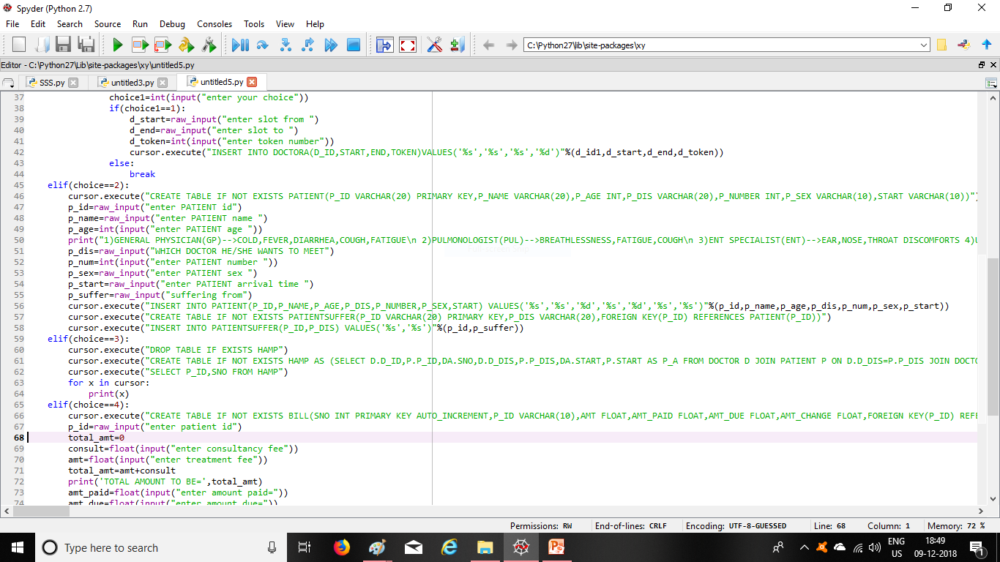 Spyder (Python 2.7)
File Edit Search Source Run Debug Consoles Tools View Help
C:\Python27\lib\site-packages\xy
Editor - C:\Python27\Lib\site-packages\xy\untitled5.py
SSS.py untitled3.py untitled5.py
37 choice1=int(input("enter your choice"))
38 if(choice1==1):
39 d_start=raw_input("enter slot from ")
40 d_end=raw_input("enter slot to ")
41 d_token=int(input("enter token number"))
42 cursor.execute("INSERT INTO DOCTORA(D_ID,START,END,TOKEN)VALUES('%s','%s','%s','%d')"%(d_id1,d_start,d_end,d_token))
43 else:
44 break
45 elif(choice==2):
46 cursor.execute("CREATE TABLE IF NOT EXISTS PATIENT(P_ID VARCHAR(20) PRIMARY KEY,P_NAME VARCHAR(20),P_AGE INT,P_DIS VARCHAR(20),P_NUMBER INT,P_SEX VARCHAR(10),START VARCHAR(10))")
47 p_id=raw_input("enter PATIENT id")
48 p_name=raw_input("enter PATIENT name ")
49 p_age=int(input("enter PATIENT age "))
50 print("1)GENERAL PHYSICIAN(GP)-->COLD,FEVER,DIARRHEA,COUGH,FATIGUE\n 2)PULMONOLOGIST(PUL)-->BREATHLESSNESS,FATIGUE,COUGH\n 3)ENT SPECIALIST(ENT)-->EAR,NOSE,THROAT DISCOMFORTS 4)U
51 p_dis=raw_input("WHICH DOCTOR HE/SHE WANTS TO MEET")
52 p_num=int(input("enter PATIENT number "))
53 p_sex=raw_input("enter PATIENT sex ")
54 p_start=raw_input("enter PATIENT arrival time ")
55 p_suffer=raw_input("suffering from")
56 cursor.execute("INSERT INTO PATIENT(P_ID,P_NAME,P_AGE,P_DIS,P_NUMBER,P_SEX,START) VALUES('%s','%s','%d','%s','%d','%s','%s')"%(p_id,p_name,p_age,p_dis,p_num,p_sex,p_start))
57 cursor.execute("CREATE TABLE IF NOT EXISTS PATIENTSUFFER(P_ID VARCHAR(20) PRIMARY KEY,P_DIS VARCHAR(20),FOREIGN KEY(P_ID) REFERENCES PATIENT(P_ID))")
58 cursor.execute("INSERT INTO PATIENTSUFFER(P_ID,P_DIS) VALUES('%s','%s')"%(p_id,p_suffer))
59 elif(choice==3):
60 cursor.execute("DROP TABLE IF EXISTS HAMP")
61 cursor.execute("CREATE TABLE IF NOT EXISTS HAMP AS (SELECT D.D_ID,P.P_ID,DA.SNO,D.D_DIS,P.P_DIS,DA.START,P.START AS P_A FROM DOCTOR D JOIN PATIENT P ON D.D_DIS=P.P_DIS JOIN DOCTO
62 cursor.execute("SELECT P_ID,SNO FROM HAMP")
63 for x in cursor:
64 print(x)
65 elif(choice==4):
66 cursor.execute("CREATE TABLE IF NOT EXISTS BILL(SNO INT PRIMARY KEY AUTO_INCREMENT,P_ID VARCHAR(10),AMT FLOAT,AMT_PAID FLOAT,AMT_DUE FLOAT,AMT_CHANGE FLOAT,FOREIGN KEY(P_ID) REFE
67 p_id=raw_input("enter patient id")
68 total_amt=0
69 consult=float(input("enter consultancy fee"))
70 amt=float(input("enter treatment fee"))
71 total_amt=amt+consult
72 print('TOTAL AMOUNT TO BE=',total_amt)
73 amt_paid=float(input("enter amount paid="))
74 amt_due=float(input("enter amount due="))
Permissions: RW End-of-lines: CRLF Encoding: UTF-8-GUESSED Line: 68 Column: 1 Memory: 72 %
Type here to search
ENG
US
18:49
09-12-2018
1